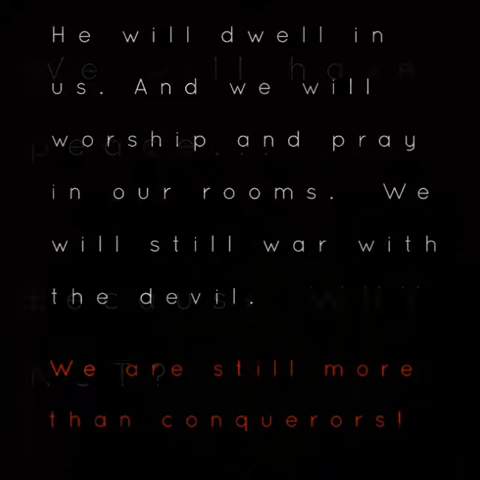 He will dwell in
us. And we will
worship and pray
in our rooms. We
will still war with
the devil.
We are still more
than conquerors!